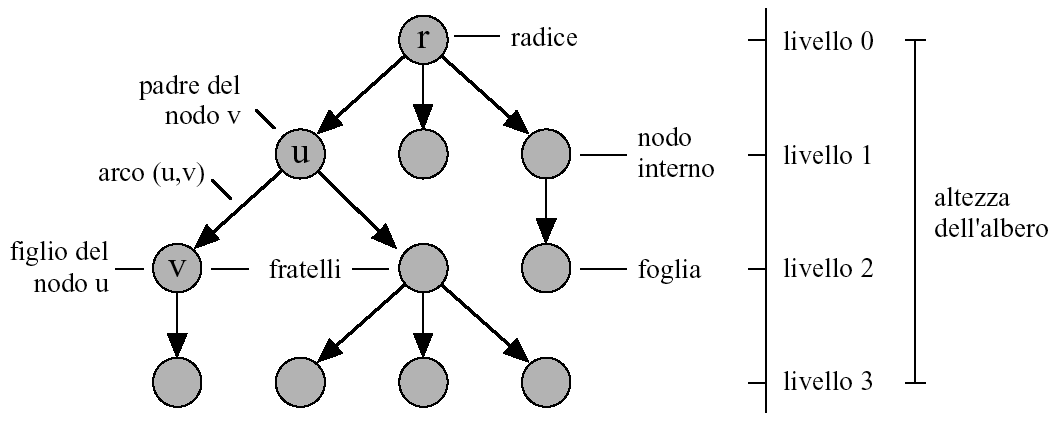 r
radice
livello 0
padre del
nodo v
u
nodo
interno
livello 1
arco (u,v)
altezza
dell'albero
figlio del
nodo u
v
fratelli
foglia
livello 2
livello 3